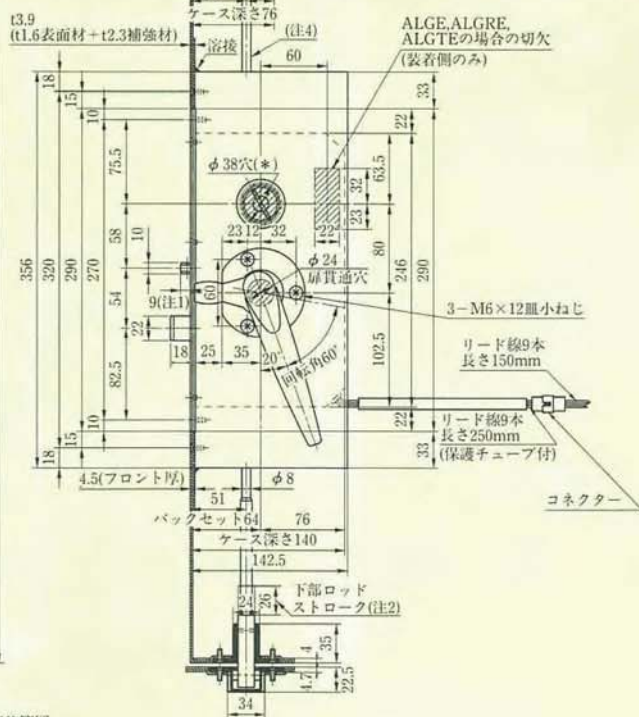 ケース深さ76
t3.9
(t1.6表面材＋t2.3補強材)
溶接
(注4)
ALGE,ALGRE,
ALGTEの場合の切欠
(装着側のみ)
60
18
15
10
33
22
75.5
φ38穴(*)
32
63.5
23
22
58
10
23 12 32
φ24
扉貫通穴
80
356
320
290
270
246
290
9(注1)
60
3－M6×12皿小ねじ
54
22
18
25
35
20°
回転角60°
102.5
リード線9本
長さ150mm
82.5
10
15
18
22
33
リード線9本
長さ250mm
(保護チューブ付)
コネクター
4.5(フロント厚)
φ8
51
バックセット64
76
ケース深さ140
142.5
下部ロッド
ストローク(注2)
24
26
35
4
4.7
22.5
34